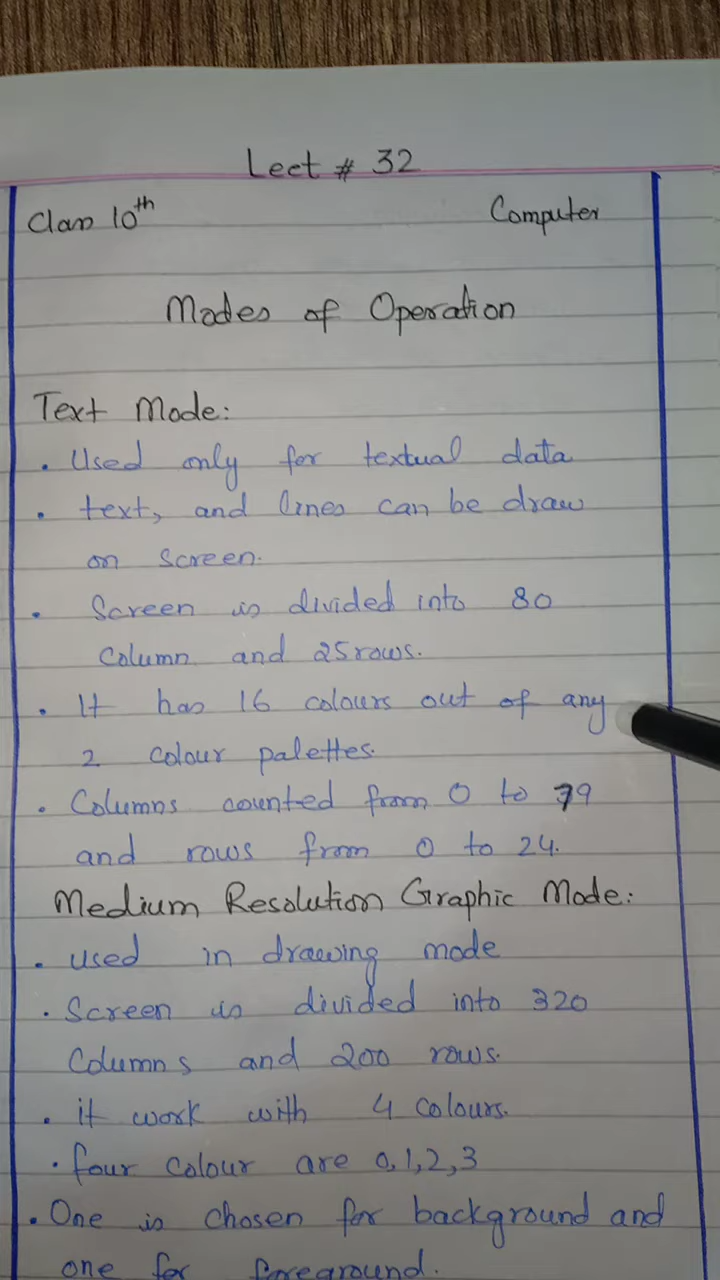 Lect # 32
Class 10th Computer
Modes of Operation
Text Mode:
. Used only for textual data
. text, and lines can be draw
on screen.
. Screen is divided into 80
Column and 25 rows.
. It has 16 colours out of any
2 colour palettes.
. Columns counted from 0 to 79
and rows from 0 to 24.
Medium Resolution Graphic Mode:
. used in drawing mode
. Screen is divided into 320
Columns and 200 rows.
. it work with 4 colours.
. four colour are 0,1,2,3
. One is chosen for background and
one for foreground.